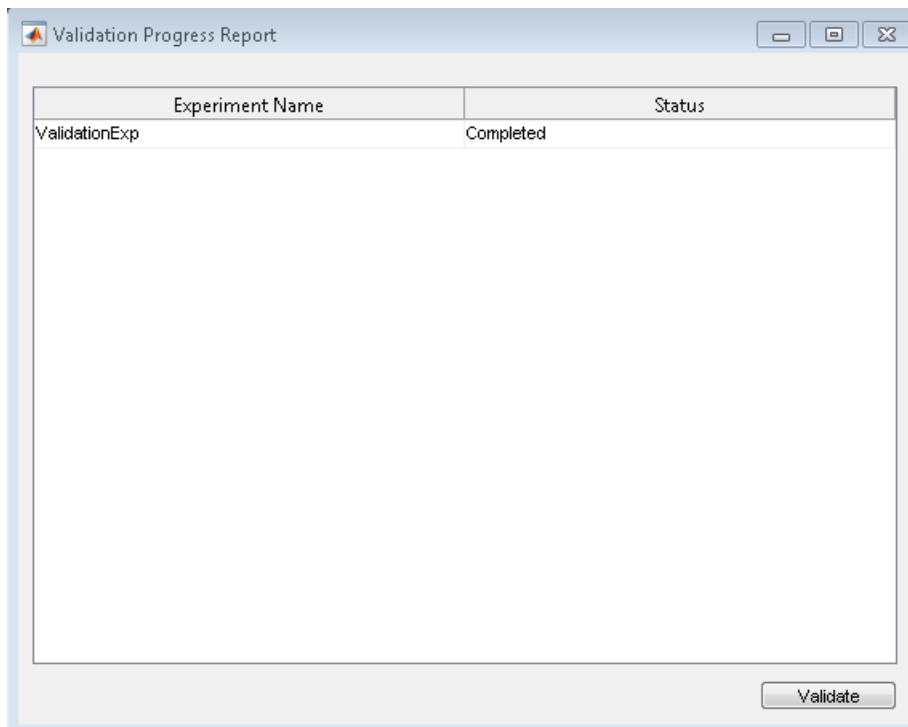 Validation Progress Report
Experiment Name Status
ValidationExp Completed
Validate